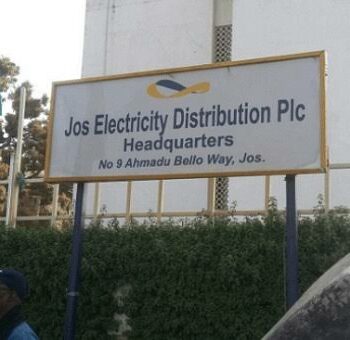 Jos Electricity Distribution Plc
Headquarters
No 9 Ahmadu Bello Way, Jos.